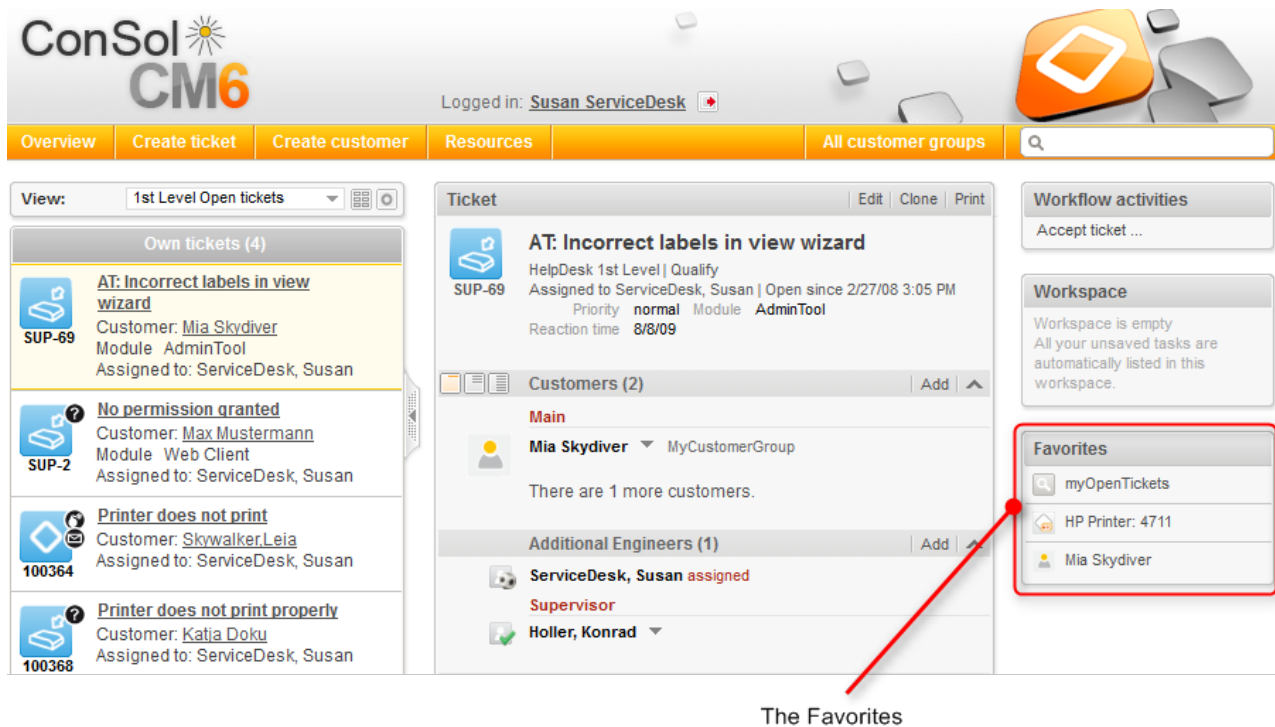 ConSol
CM6
Logged in: Susan ServiceDesk
Overview
Create ticket
Create customer
Resources
All customer groups
View:
1st Level Open tickets
Own tickets (4)
AT: Incorrect labels in view
wizard
Customer: Mia Skydiver
Module AdminTool
Assigned to: ServiceDesk, Susan
SUP-69
No permission granted
Customer: Max Mustermann
Module Web Client
Assigned to: ServiceDesk, Susan
SUP-2
Printer does not print
Customer: Skywalker,Leia
Assigned to: ServiceDesk, Susan
100364
Printer does not print properly
Customer: Katja Doku
Assigned to: ServiceDesk, Susan
100368
Ticket
Edit
Clone
Print
AT: Incorrect labels in view wizard
HelpDesk 1st Level | Qualify
SUP-69
Assigned to ServiceDesk, Susan | Open since 2/27/08 3:05 PM
Priority normal Module AdminTool
Reaction time 8/8/09
Customers (2)
Add
Main
Mia Skydiver MyCustomerGroup
There are 1 more customers.
Additional Engineers (1)
Add
ServiceDesk, Susan assigned
Supervisor
Holler, Konrad
Workflow activities
Accept ticket ...
Workspace
Workspace is empty
All your unsaved tasks are
automatically listed in this
workspace.
Favorites
myOpenTickets
HP Printer: 4711
Mia Skydiver
The Favorites